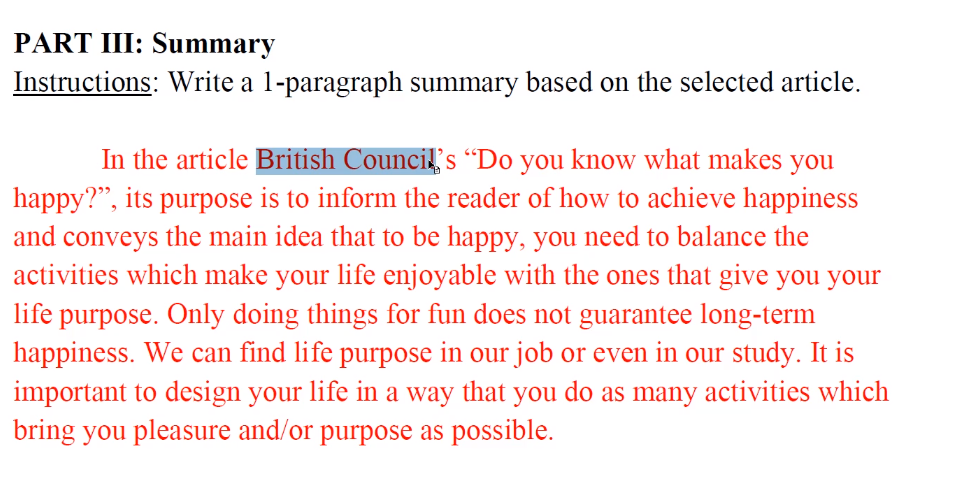 PART III: Summary
Instructions: Write a 1-paragraph summary based on the selected article.
In the article British Council’s “Do you know what makes you
happy?”, its purpose is to inform the reader of how to achieve happiness
and conveys the main idea that to be happy, you need to balance the
activities which make your life enjoyable with the ones that give you your
life purpose. Only doing things for fun does not guarantee long-term
happiness. We can find life purpose in our job or even in our study. It is
important to design your life in a way that you do as many activities which
bring you pleasure and/or purpose as possible.